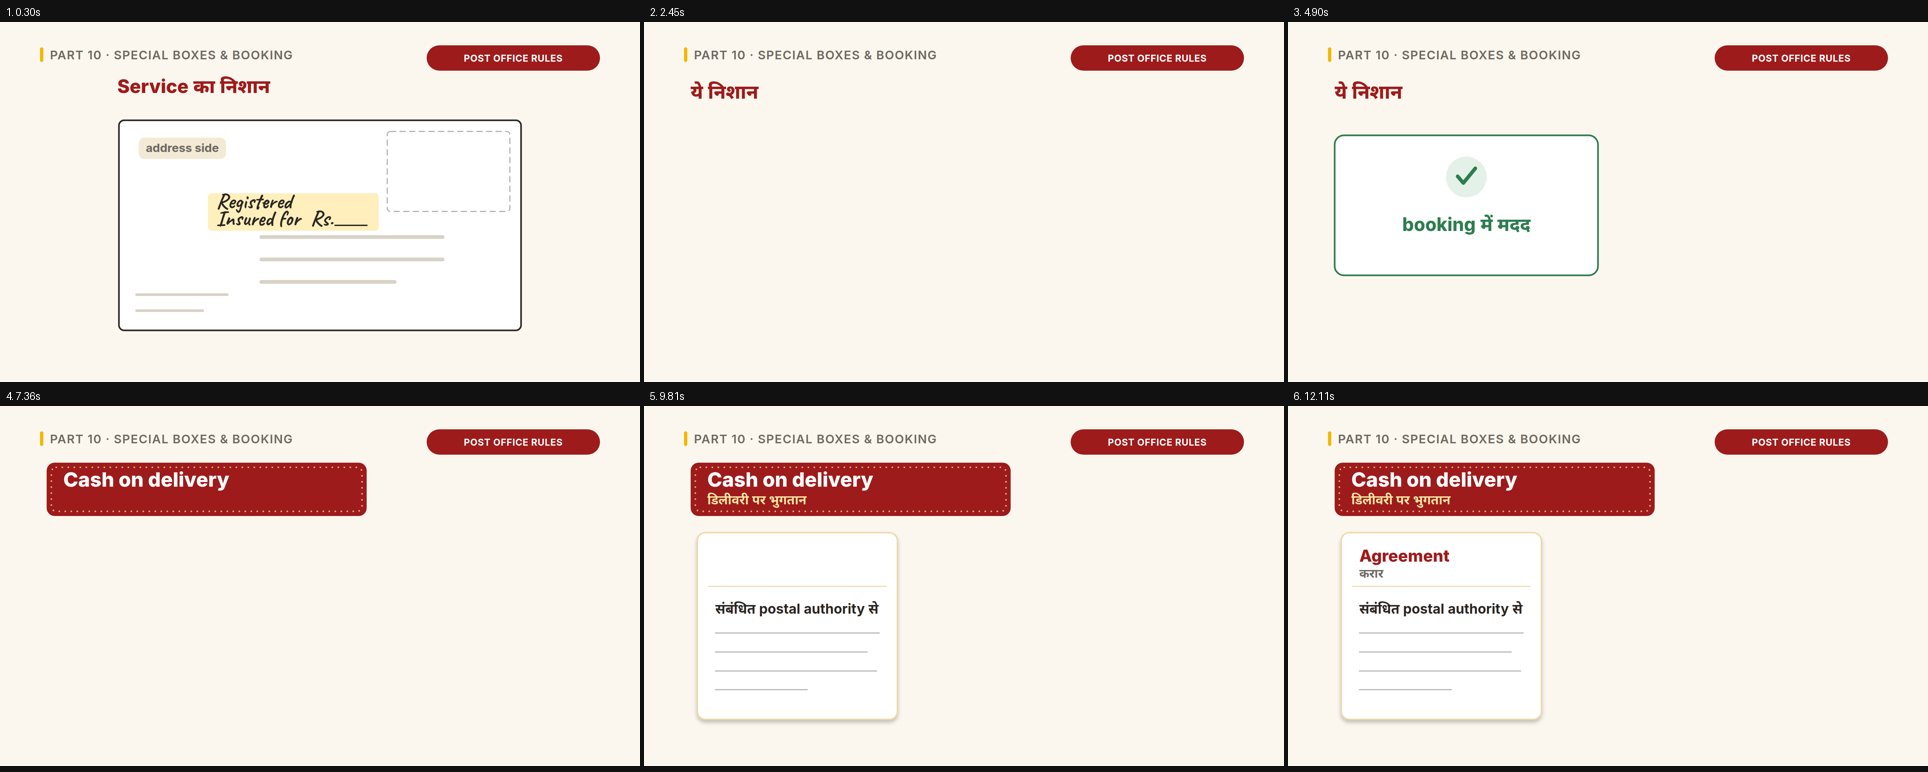 1. 0.30s
PART 10 · SPECIAL BOXES & BOOKING
POST OFFICE RULES
Service का निशान
address side
Registered
Insured for Rs.____
2. 2.45s
PART 10 · SPECIAL BOXES & BOOKING
POST OFFICE RULES
ये निशान
3. 4.90s
PART 10 · SPECIAL BOXES & BOOKING
POST OFFICE RULES
ये निशान
booking में मदद
4. 7.36s
PART 10 · SPECIAL BOXES & BOOKING
POST OFFICE RULES
Cash on delivery
5. 9.81s
PART 10 · SPECIAL BOXES & BOOKING
POST OFFICE RULES
Cash on delivery
डिलीवरी पर भुगतान
संबंधित postal authority से
6. 12.11s
PART 10 · SPECIAL BOXES & BOOKING
POST OFFICE RULES
Cash on delivery
डिलीवरी पर भुगतान
Agreement
करार
संबंधित postal authority से